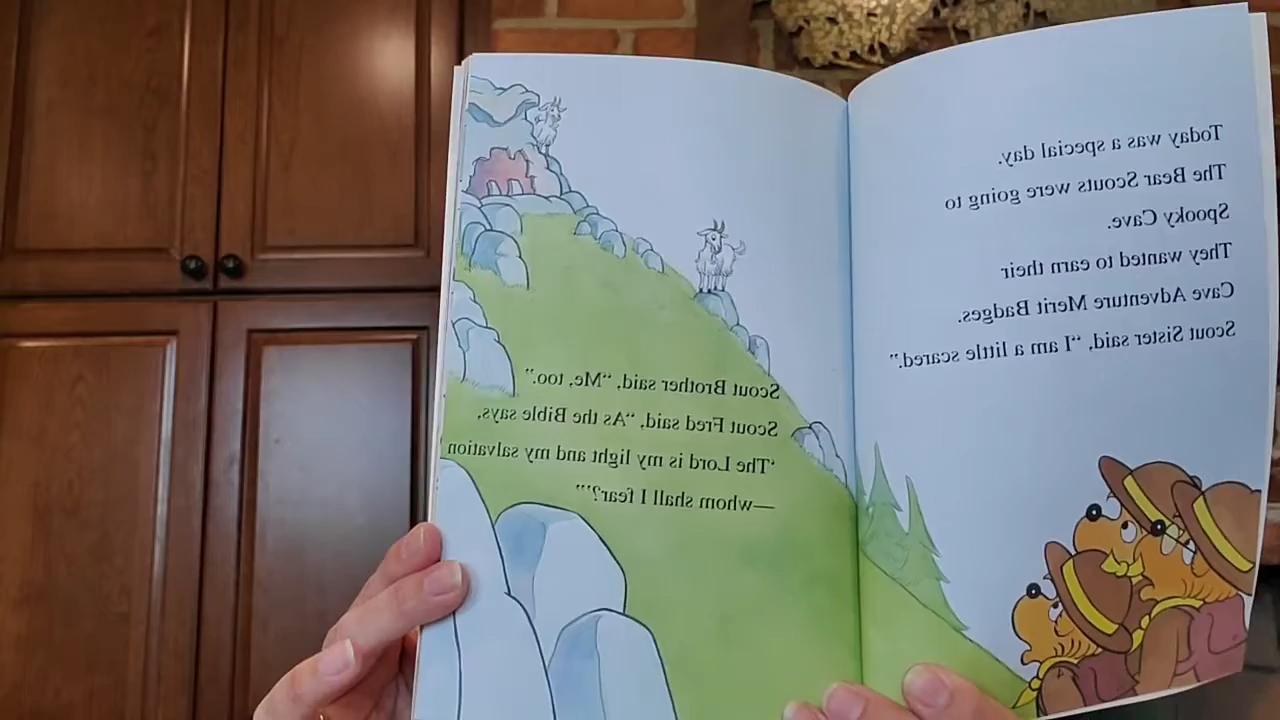 Today was a special day.
The Bear Scouts were going to
Spooky Cave.
They wanted to earn their
Cave Adventure Merit Badges.
Scout Sister said, “I am a little scared.”
Scout Brother said, “Me, too.”
Scout Fred said, “As the Bible says,
‘The Lord is my light and my salvation
—whom shall I fear?’”